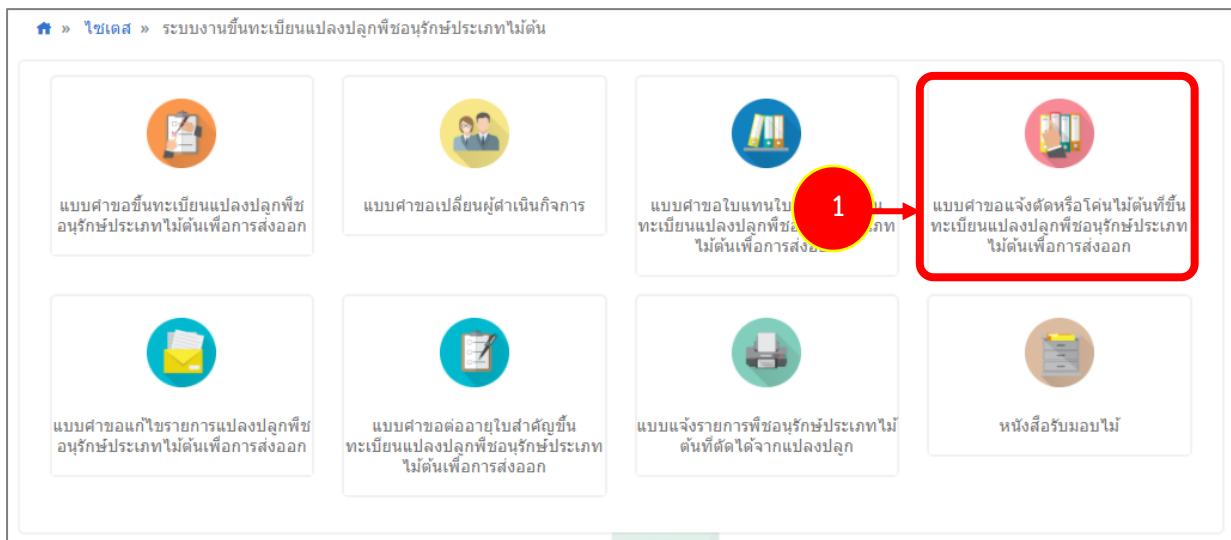 » ไซเตส » ระบบงานขึ้นทะเบียนแปลงปลูกพืชอนุรักษ์ประเภทไม้ต้น
แบบคำขอขึ้นทะเบียนแปลงปลูกพืช
อนุรักษ์ประเภทไม้ต้นเพื่อการส่งออก
แบบคำขอเปลี่ยนผู้ดำเนินกิจการ
แบบคำขอใบแทนใบ
ทะเบียนแปลงปลูกพืช
ไม้ต้นเพื่อการส่งออก
1
แบบคำขอแจ้งตัดหรือโค่นไม้ต้นที่ขึ้น
ทะเบียนแปลงปลูกพืชอนุรักษ์ประเภท
ไม้ต้นเพื่อการส่งออก
แบบคำขอแก้ไขรายการแปลงปลูกพืช
อนุรักษ์ประเภทไม้ต้นเพื่อการส่งออก
แบบคำขอต่ออายุใบสำคัญขึ้น
ทะเบียนแปลงปลูกพืชอนุรักษ์ประเภท
ไม้ต้นเพื่อการส่งออก
แบบแจ้งรายการพืชอนุรักษ์ประเภทไม้
ต้นที่ตัดได้จากแปลงปลูก
หนังสือรับมอบไม้